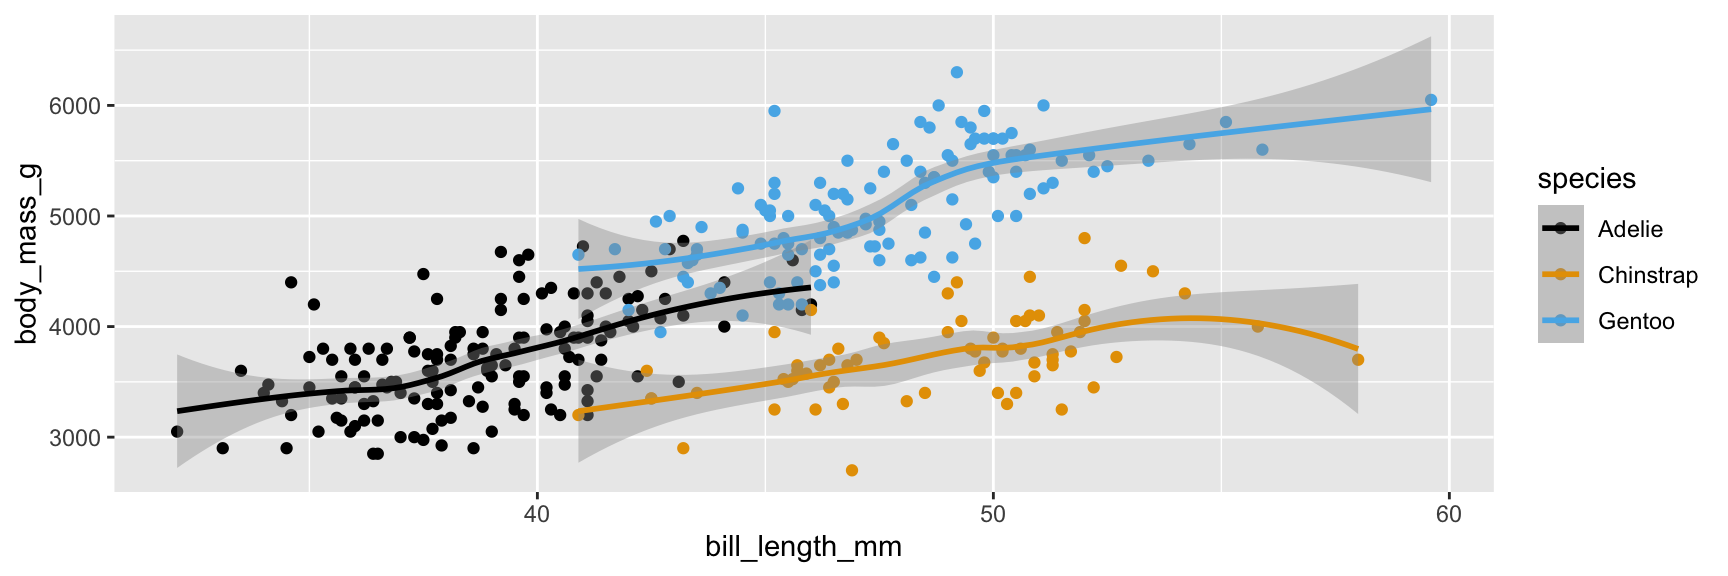 body_mass_g
6000
5000
4000
3000
40
50
60
bill_length_mm
species
Adelie
Chinstrap
Gentoo